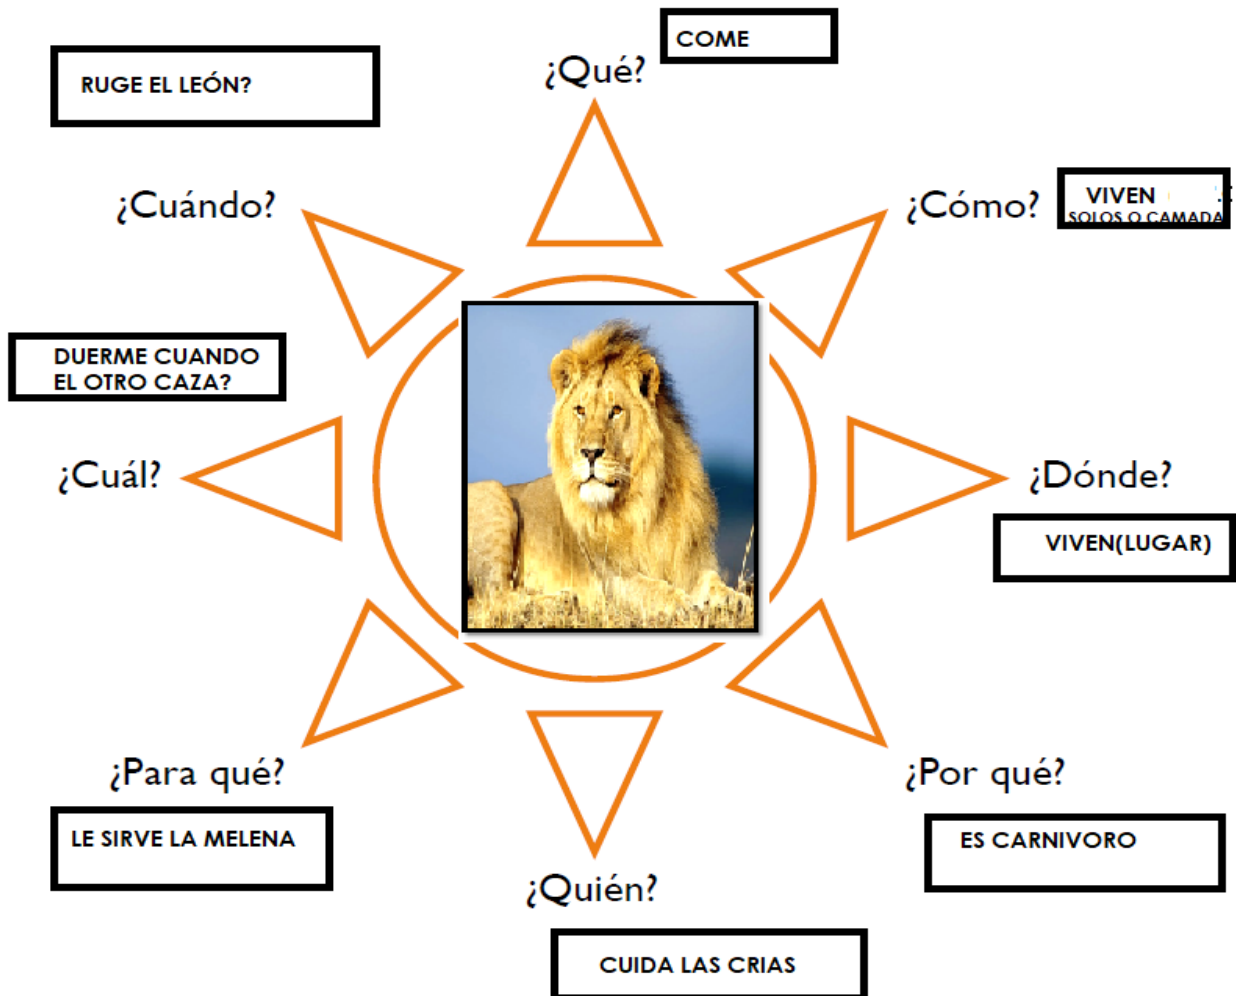 COME
¿Qué?
RUGE EL LEÓN?
¿Cuándo?
¿Cómo?
VIVEN
SOLOS O CAMADA
DUERME CUANDO
EL OTRO CAZA?
¿Cuál?
¿Dónde?
VIVEN(LUGAR)
¿Para qué?
LE SIRVE LA MELENA
¿Por qué?
ES CARNIVORO
¿Quién?
CUIDA LAS CRIAS